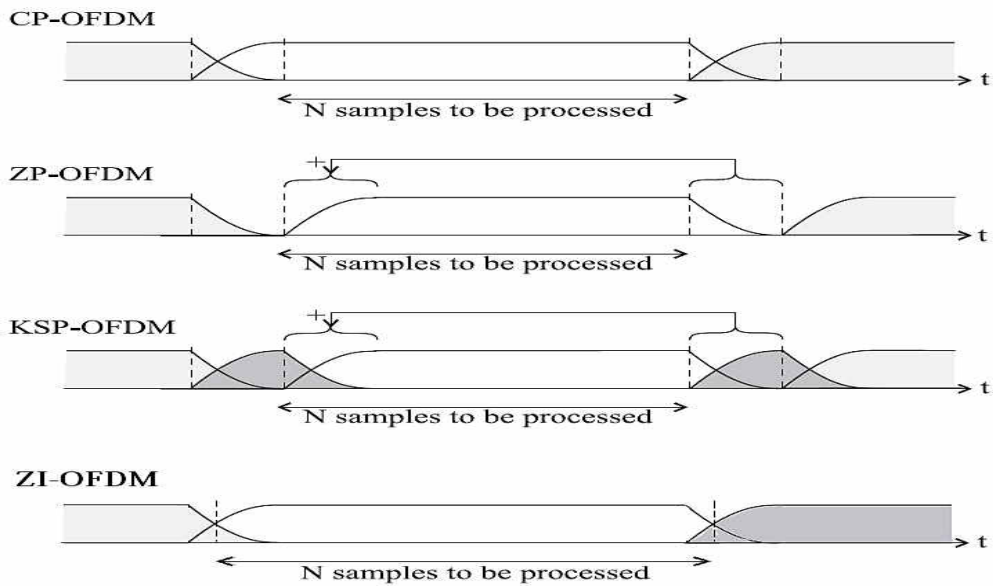 CP-OFDM
t
N samples to be processed
ZP-OFDM
+
t
N samples to be processed
KSP-OFDM
+
t
N samples to be processed
ZI-OFDM
t
N samples to be processed